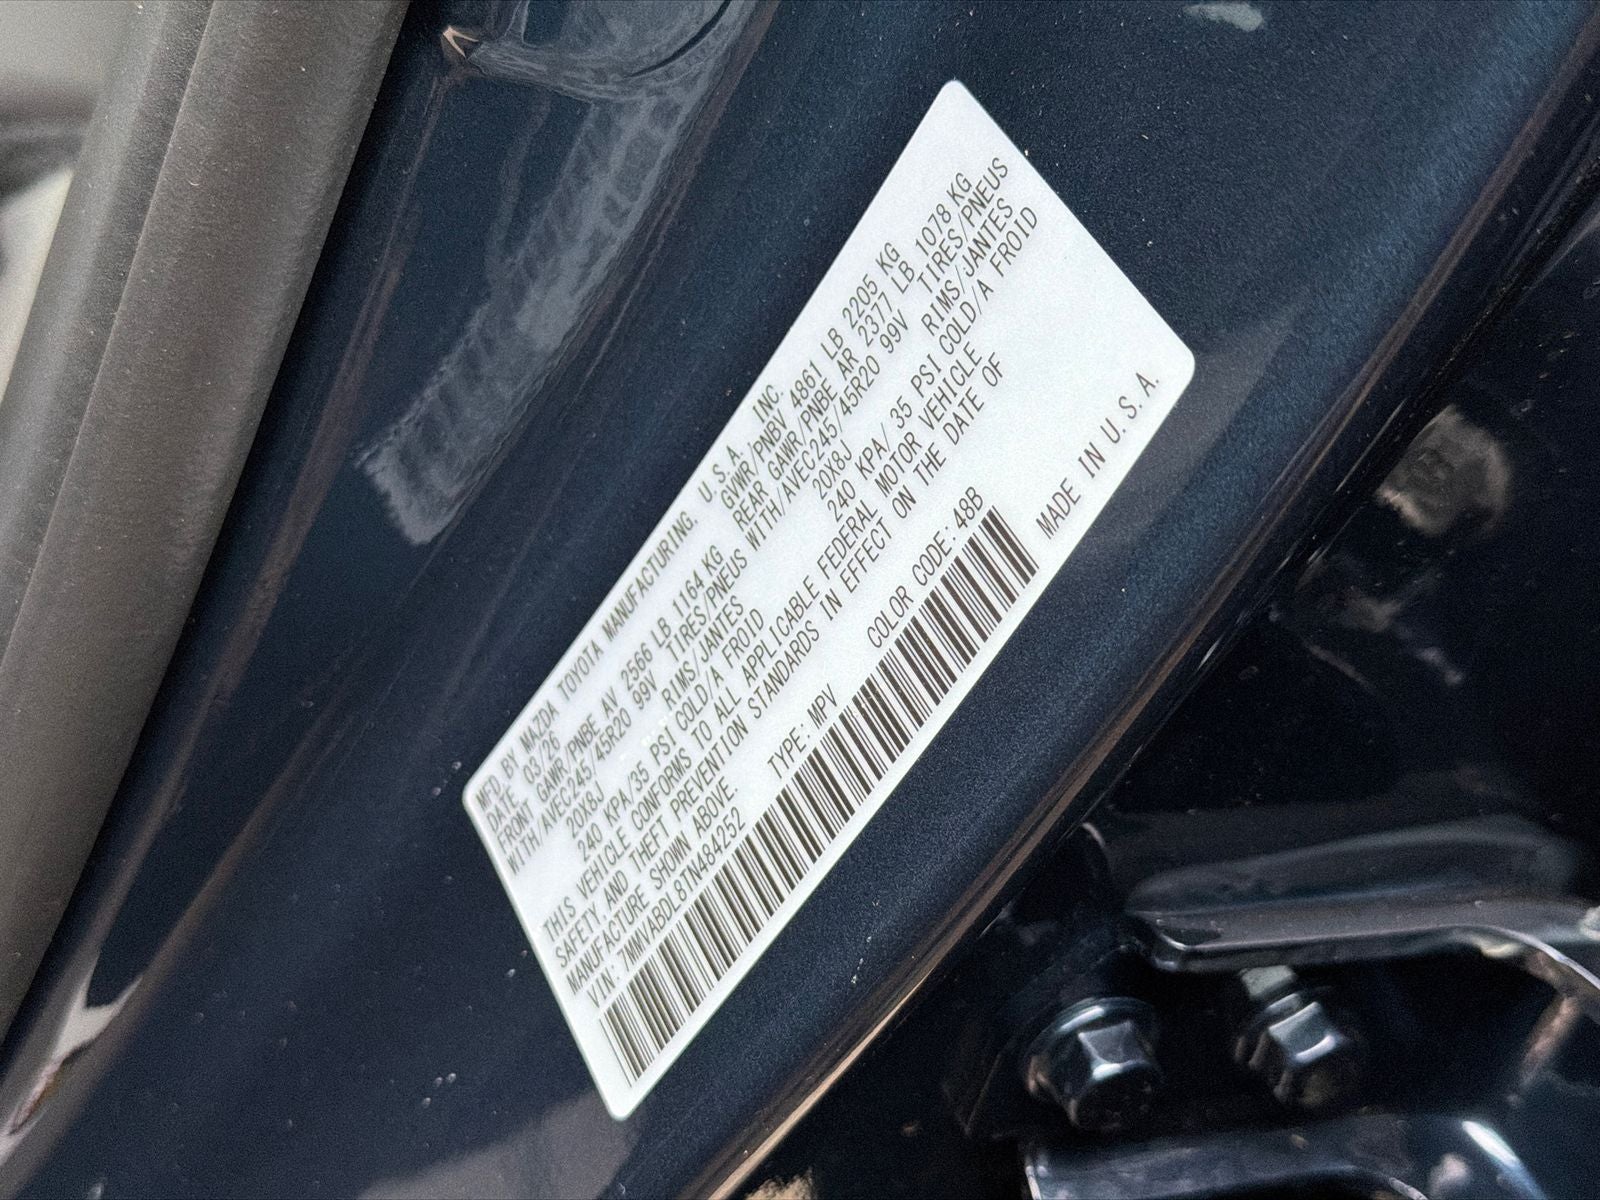 MFD. BY MAZDA TOYOTA MANUFACTURING, U.S.A. INC.
DATE 03/26 GVWR/PNBV 4861 LB 2205 KG
FRONT GAWR/PNBE AV 2566 LB 1164 KG REAR GAWR/PNBE AR 2377 LB 1078 KG
WITH/AVEC245/45R20 99V TIRES/PNEUS WITH/AVEC245/45R20 99V TIRES/PNEUS
20X8J RIMS/JANTES 20X8J RIMS/JANTES
240 KPA/35 PSI COLD/A FROID 240 KPA/ 35 PSI COLD/A FROID
THIS VEHICLE CONFORMS TO ALL APPLICABLE FEDERAL MOTOR VEHICLE
SAFETY,AND THEFT PREVENTION STANDARDS IN EFFECT ON THE DATE OF
MANUFACTURE SHOWN ABOVE.
VIN: 7MMVABDL8TN484252 TYPE: MPV COLOR CODE: 48B
MADE IN U.S.A.